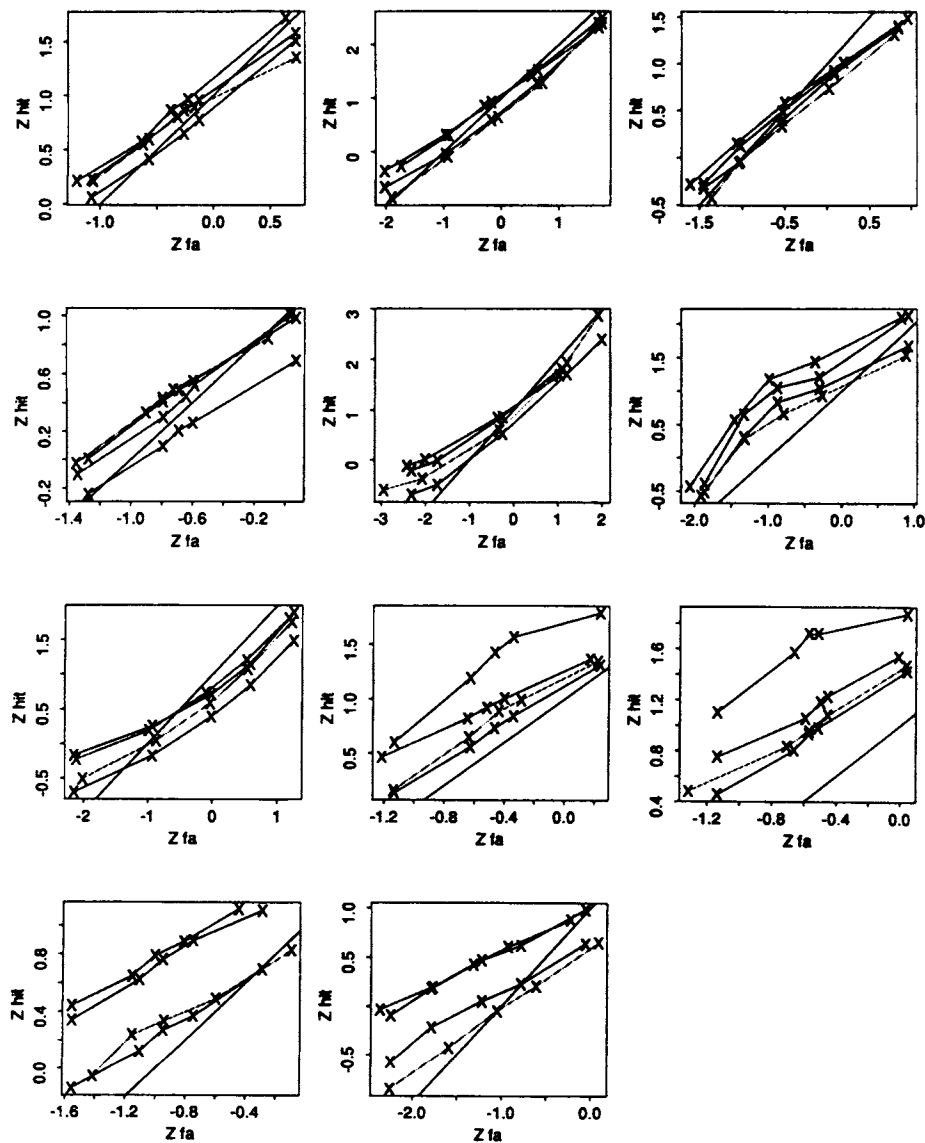 Z hit
0.0 0.5 1.0 1.5
-1.0 0.0 0.5
Z fa
Z hit
0 1 2
-2 -1 0 1
Z fa
Z hit
-0.5 0.5 1.0 1.5
-1.5 -0.5 0.5
Z fa
Z hit
-0.2 0.2 0.6 1.0
-1.4 -1.0 -0.6 -0.2
Z fa
Z hit
0 1 2 3
-3 -2 -1 0 1 2
Z fa
Z hit
-0.5 0.5 1.5
-2.0 -1.0 0.0 1.0
Z fa
Z hit
-0.5 0.5 1.5
-2 -1 0 1
Z fa
Z hit
0.5 1.0 1.5
-1.2 -0.8 -0.4 0.0
Z fa
Z hit
0.4 0.8 1.2 1.6
-1.2 -0.8 -0.4 0.0
Z fa
Z hit
0.0 0.4 0.8
-1.6 -1.2 -0.8 -0.4
Z fa
Z hit
-0.5 0.5 1.0
-2.0 -1.0 0.0
Z fa